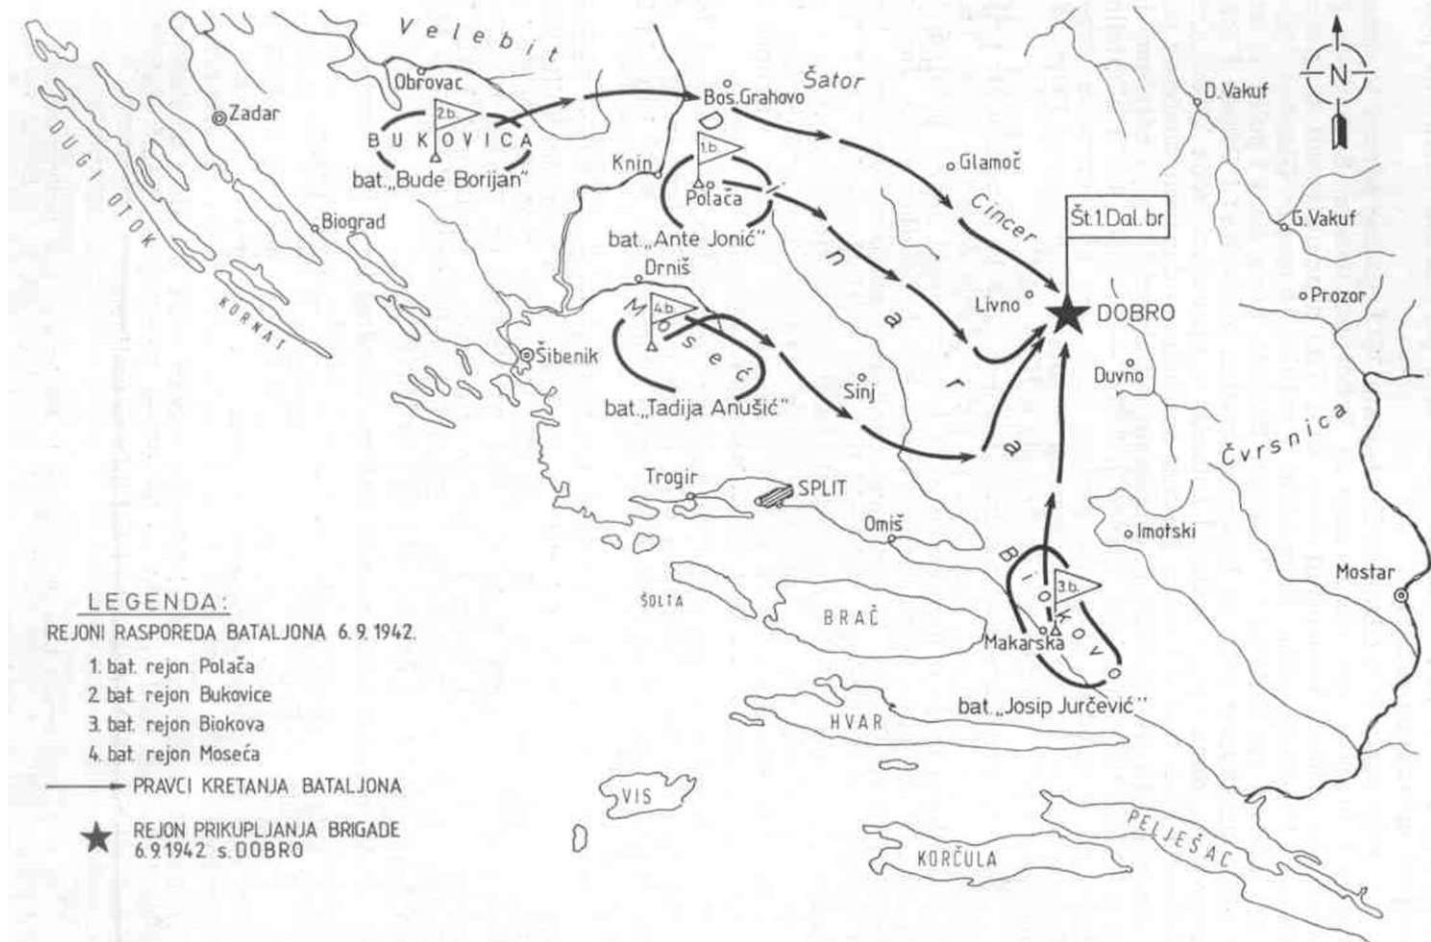 Velebit
Obrovac
Šator
Bos.Grahovo
N
D.Vakuf
Zadar
2.b.
BUKOVICA
1.b.
Glamoč
Knin
bat.„Bude Borijan”
Polača
DUGI OTOK
Cincer
Št.1.Dal.br
Biograd
G.Vakuf
bat.„Ante Jonić”
Dinara
Drniš
Livno
Prozor
KORNAT
4.b.
Moseć
DOBRO
Šibenik
Sinj
Duvno
bat.„Tadija Anušić”
Čvrsnica
Trogir
SPLIT
Omiš
Imotski
Biokovo
3.b.
Mostar
ŠOLTA
BRAČ
Makarska
bat.„Josip Jurčević”
HVAR
VIS
PELJEŠAC
KORČULA
LEGENDA:
REJONI RASPOREDA BATALJONA 6.9.1942.
1. bat. rejon Polača
2 bat. rejon Bukovice
3. bat. rejon Biokova
4. bat. rejon Moseća
PRAVCI KRETANJA BATALJONA
REJON PRIKUPLJANJA BRIGADE
6.9.1942. s.DOBRO